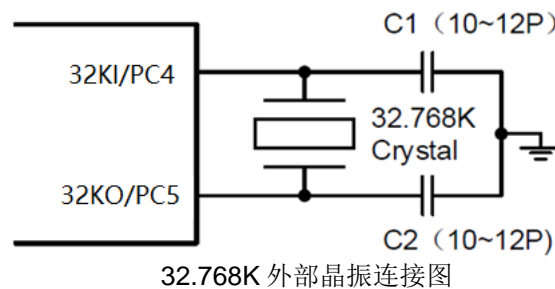 C1（10~12P）
32KI/PC4
32.768K
Crystal
32KO/PC5
C2（10~12P)
32.768K 外部晶振连接图